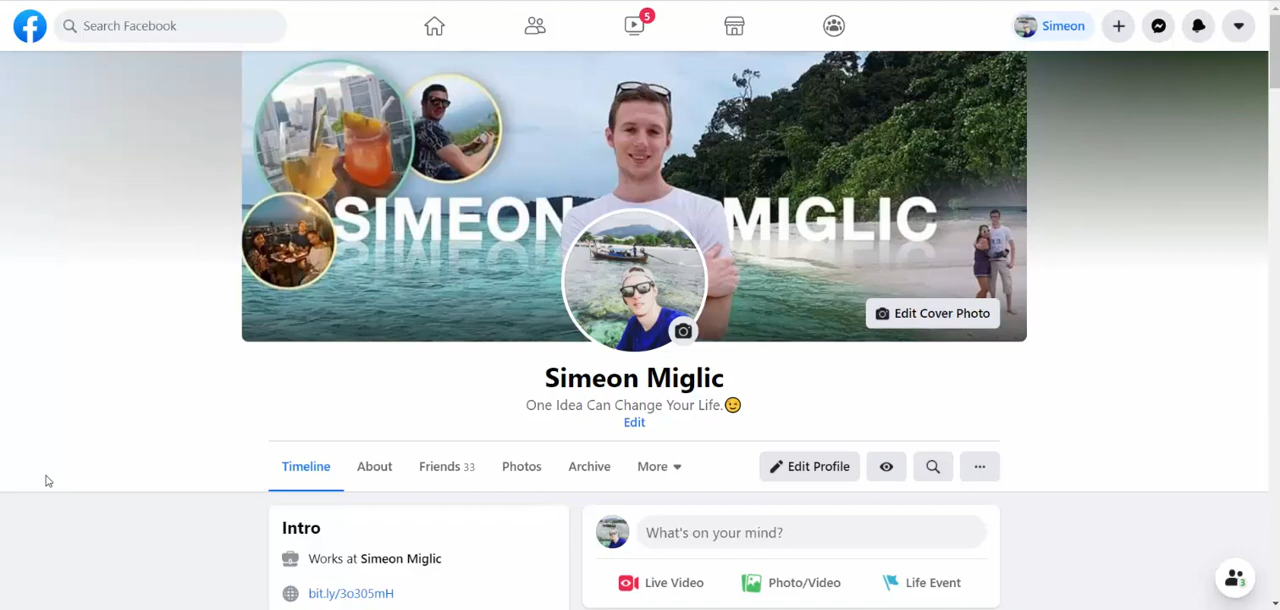 Search Facebook
5
Simeon
SIMEON MIGLIC
Edit Cover Photo
Simeon Miglic
One Idea Can Change Your Life.😉
Edit
Timeline About Friends 33 Photos Archive More Edit Profile
Intro
What's on your mind?
Works at Simeon Miglic
Live Video Photo/Video Life Event
bit.ly/3o305mH
3